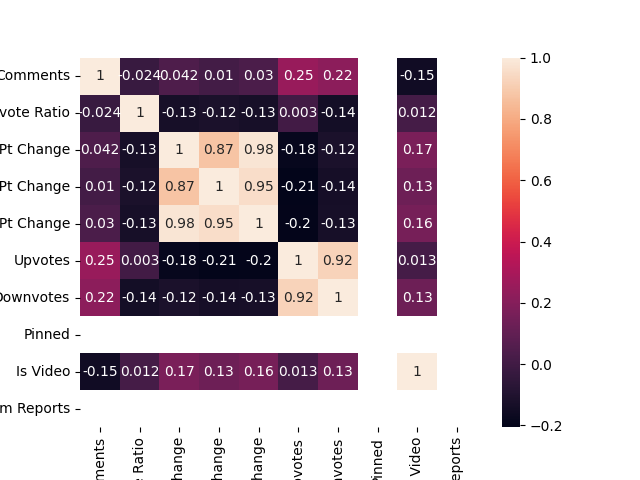 Comments 1 -0.024 0.042 0.01 0.03 0.25 0.22 -0.15
vote Ratio -0.024 1 -0.13 -0.12 -0.13 0.003 -0.14 0.012
Pt Change 0.042 -0.13 1 0.87 0.98 -0.18 -0.12 0.17
Pt Change 0.01 -0.12 0.87 1 0.95 -0.21 -0.14 0.13
Pt Change 0.03 -0.13 0.98 0.95 1 -0.2 -0.13 0.16
Upvotes 0.25 0.003 -0.18 -0.21 -0.2 1 0.92 0.013
Downvotes 0.22 -0.14 -0.12 -0.14 -0.13 0.92 1 0.13
Pinned
Is Video -0.15 0.012 0.17 0.13 0.16 0.013 0.13 1
m Reports
ments
e Ratio
hange
hange
hange
votes
votes
inned
Video
eports
1.0
0.8
0.6
0.4
0.2
0.0
−0.2